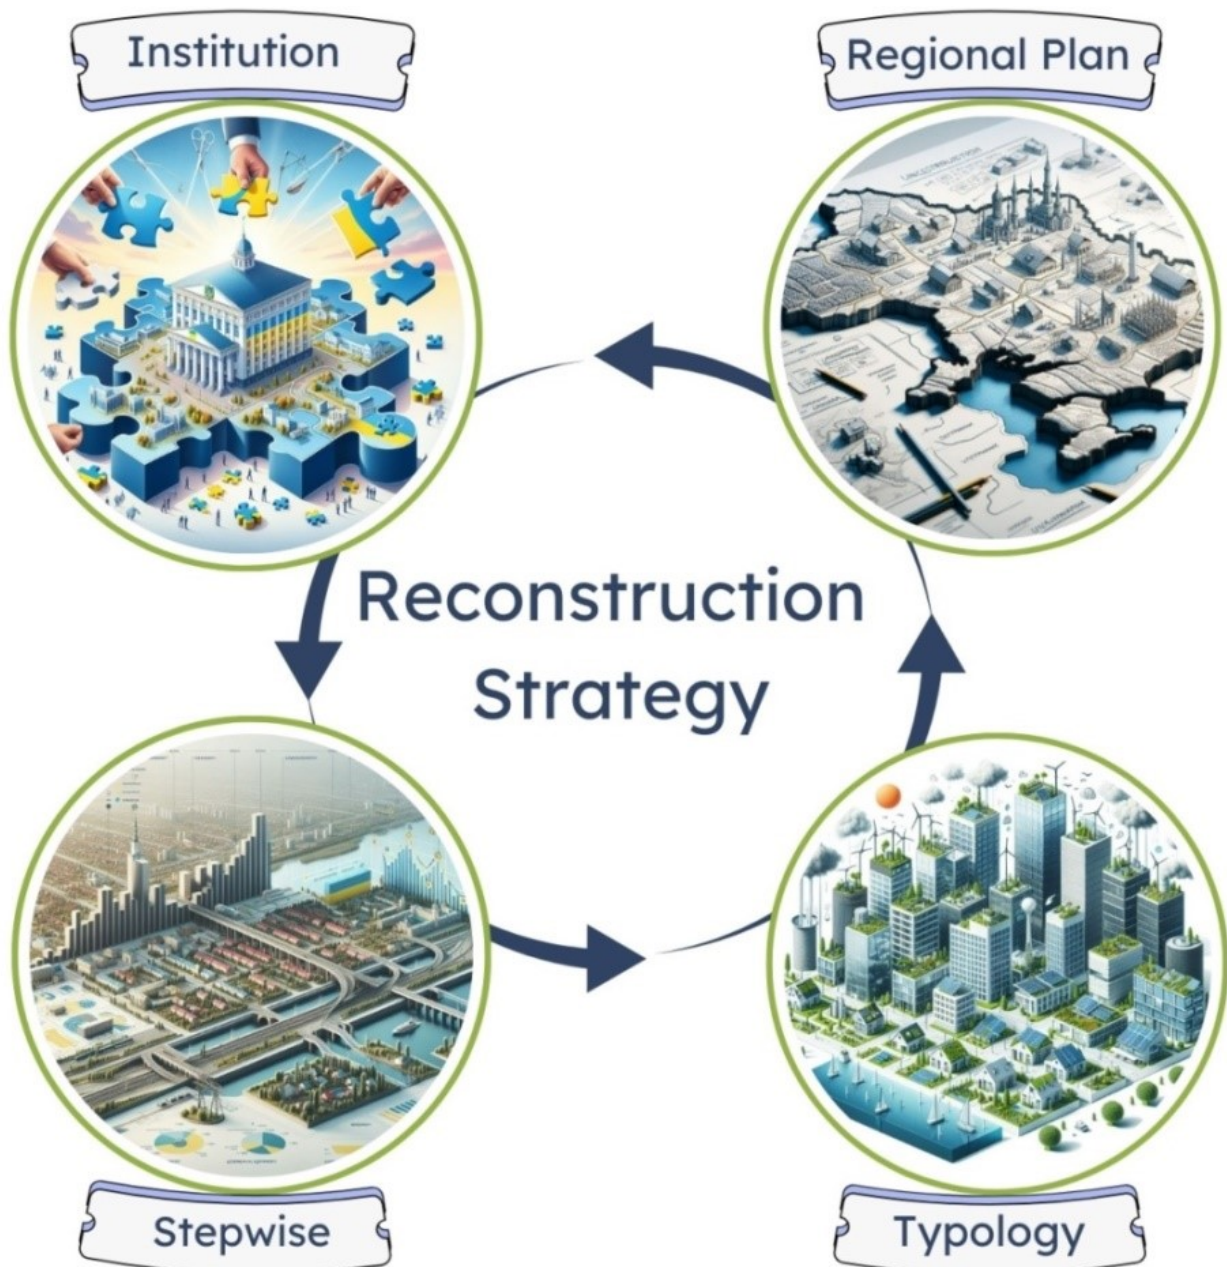 Institution
Regional Plan
Reconstruction
Strategy
Stepwise
Typology